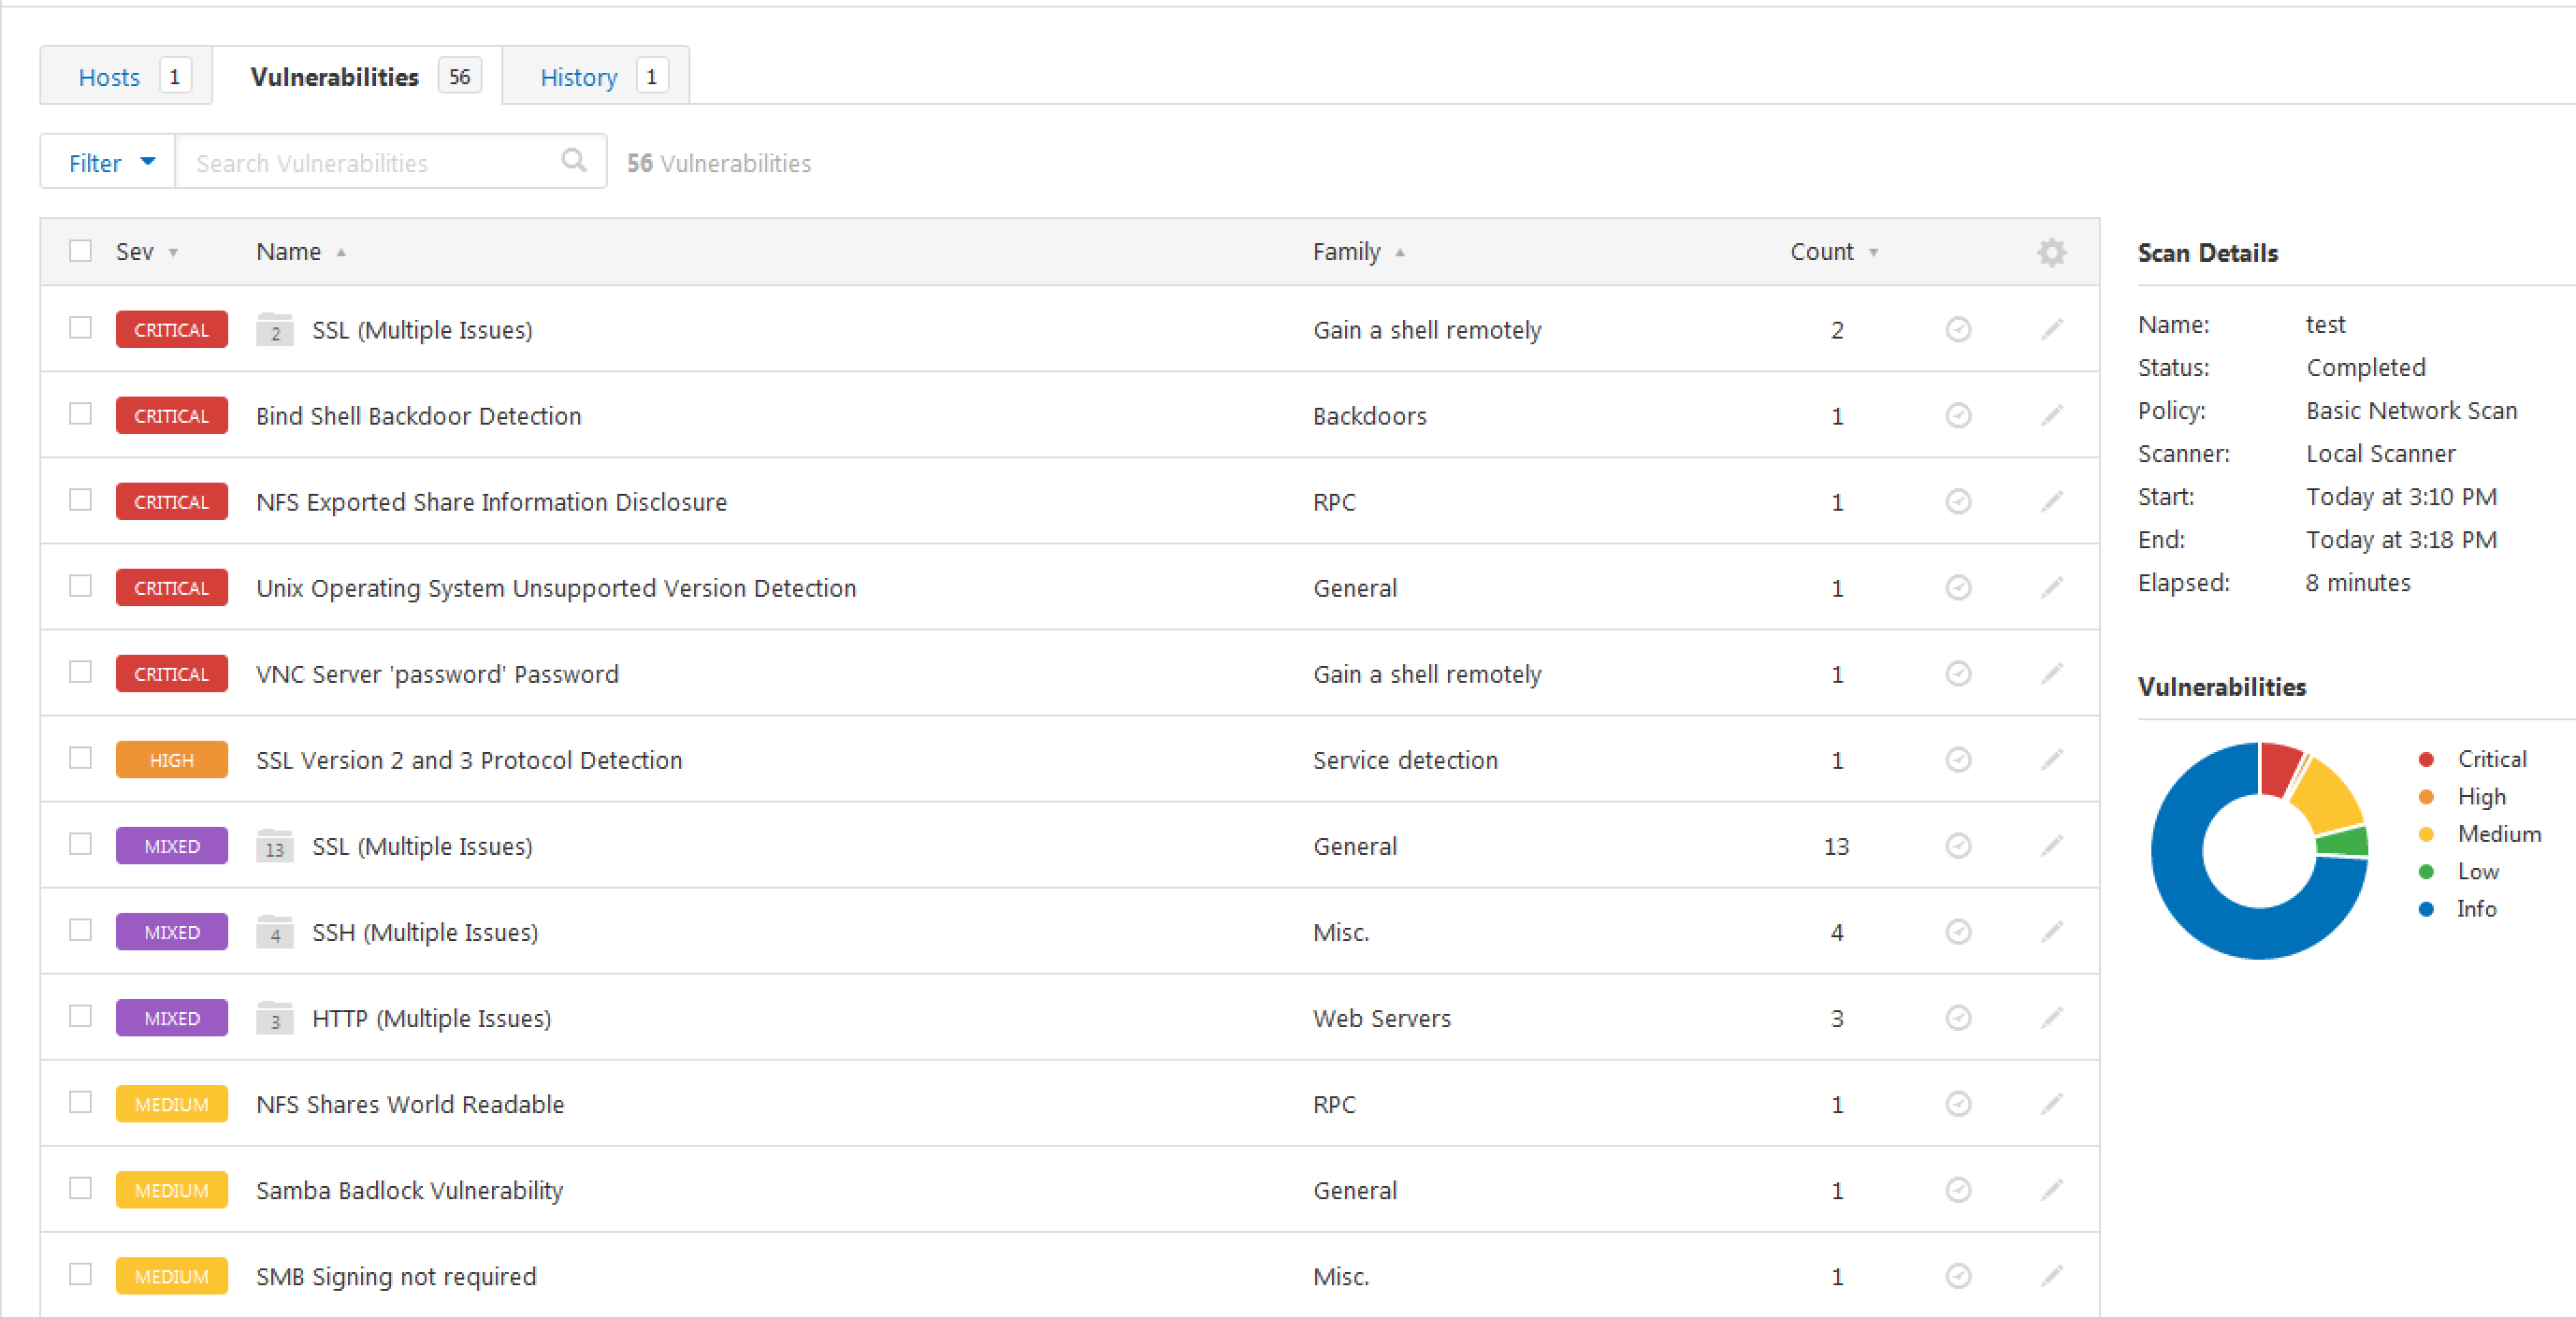 Hosts 1 Vulnerabilities 56 History 1
Filter Search Vulnerabilities 56 Vulnerabilities
Sev Name Family Count
CRITICAL 2 SSL (Multiple Issues) Gain a shell remotely 2
CRITICAL Bind Shell Backdoor Detection Backdoors 1
CRITICAL NFS Exported Share Information Disclosure RPC 1
CRITICAL Unix Operating System Unsupported Version Detection General 1
CRITICAL VNC Server 'password' Password Gain a shell remotely 1
HIGH SSL Version 2 and 3 Protocol Detection Service detection 1
MIXED 13 SSL (Multiple Issues) General 13
MIXED 4 SSH (Multiple Issues) Misc. 4
MIXED 3 HTTP (Multiple Issues) Web Servers 3
MEDIUM NFS Shares World Readable RPC 1
MEDIUM Samba Badlock Vulnerability General 1
MEDIUM SMB Signing not required Misc. 1
Scan Details
Name: test
Status: Completed
Policy: Basic Network Scan
Scanner: Local Scanner
Start: Today at 3:10 PM
End: Today at 3:18 PM
Elapsed: 8 minutes
Vulnerabilities
Critical
High
Medium
Low
Info